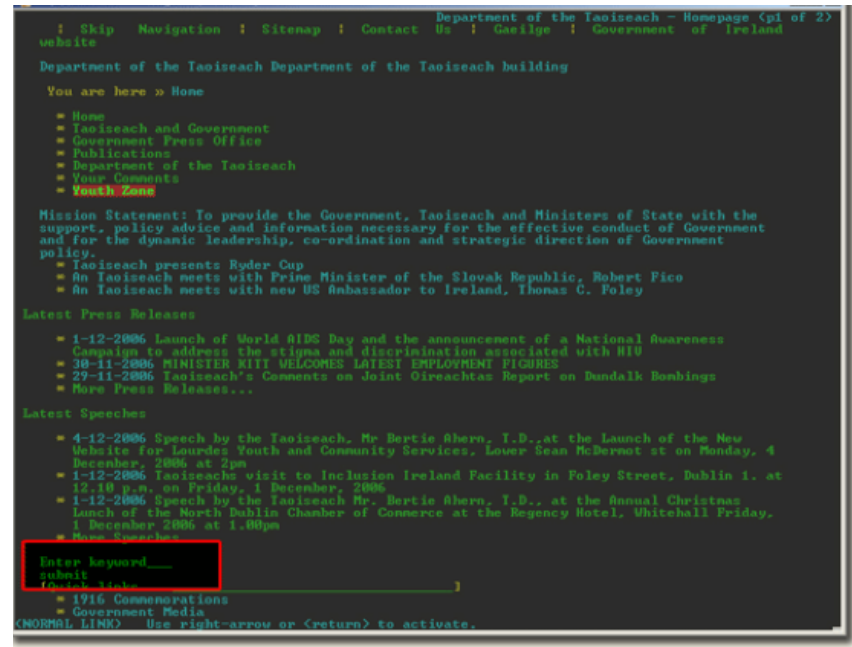 Department of the Taoiseach - Homepage (p1 of 2)
¦ Skip Navigation ¦ Sitemap ¦ Contact Us ¦ Gaeilge ¦ Government of Ireland
website
Department of the Taoiseach Department of the Taoiseach building
You are here » Home
* Home
* Taoiseach and Government
* Government Press Office
* Publications
* Department of the Taoiseach
* Your Comments
* Youth Zone
Mission Statement: To provide the Government, Taoiseach and Ministers of State with the
support, policy advice and information necessary for the effective conduct of Government
and for the dynamic leadership, co-ordination and strategic direction of Government
policy.
* Taoiseach presents Ryder Cup
* An Taoiseach meets with Prime Minister of the Slovak Republic, Robert Fico
* An Taoiseach meets with new US Ambassador to Ireland, Thomas C. Foley
Latest Press Releases
* 1-12-2006 Launch of World AIDS Day and the announcement of a National Awareness
Campaign to address the stigma and discrimination associated with HIV
* 30-11-2006 MINISTER KITT WELCOMES LATEST EMPLOYMENT FIGURES
* 29-11-2006 Taoiseach's Comments on Joint Oireachtas Report on Dundalk Bombings
* More Press Releases...
Latest Speeches
* 4-12-2006 Speech by the Taoiseach, Mr Bertie Ahern, T.D.,at the Launch of the New
Website for Lourdes Youth and Community Services, Lower Sean McDermot st on Monday, 4
December, 2006 at 2pm
* 1-12-2006 Taoiseachs visit to Inclusion Ireland Facility in Foley Street, Dublin 1. at
12.10 p.m. on Friday, 1 December, 2006
* 1-12-2006 Speech by the Taoiseach Mr. Bertie Ahern, T.D., at the Annual Christmas
Lunch of the North Dublin Chamber of Commerce at the Regency Hotel, Whitehall Friday,
1 December 2006 at 1.00pm
* More Speeches
Enter keyword___
submit
[Quick links ______________________________]
* 1916 Commemorations
* Government Media
(NORMAL LINK) Use right-arrow or <return> to activate.